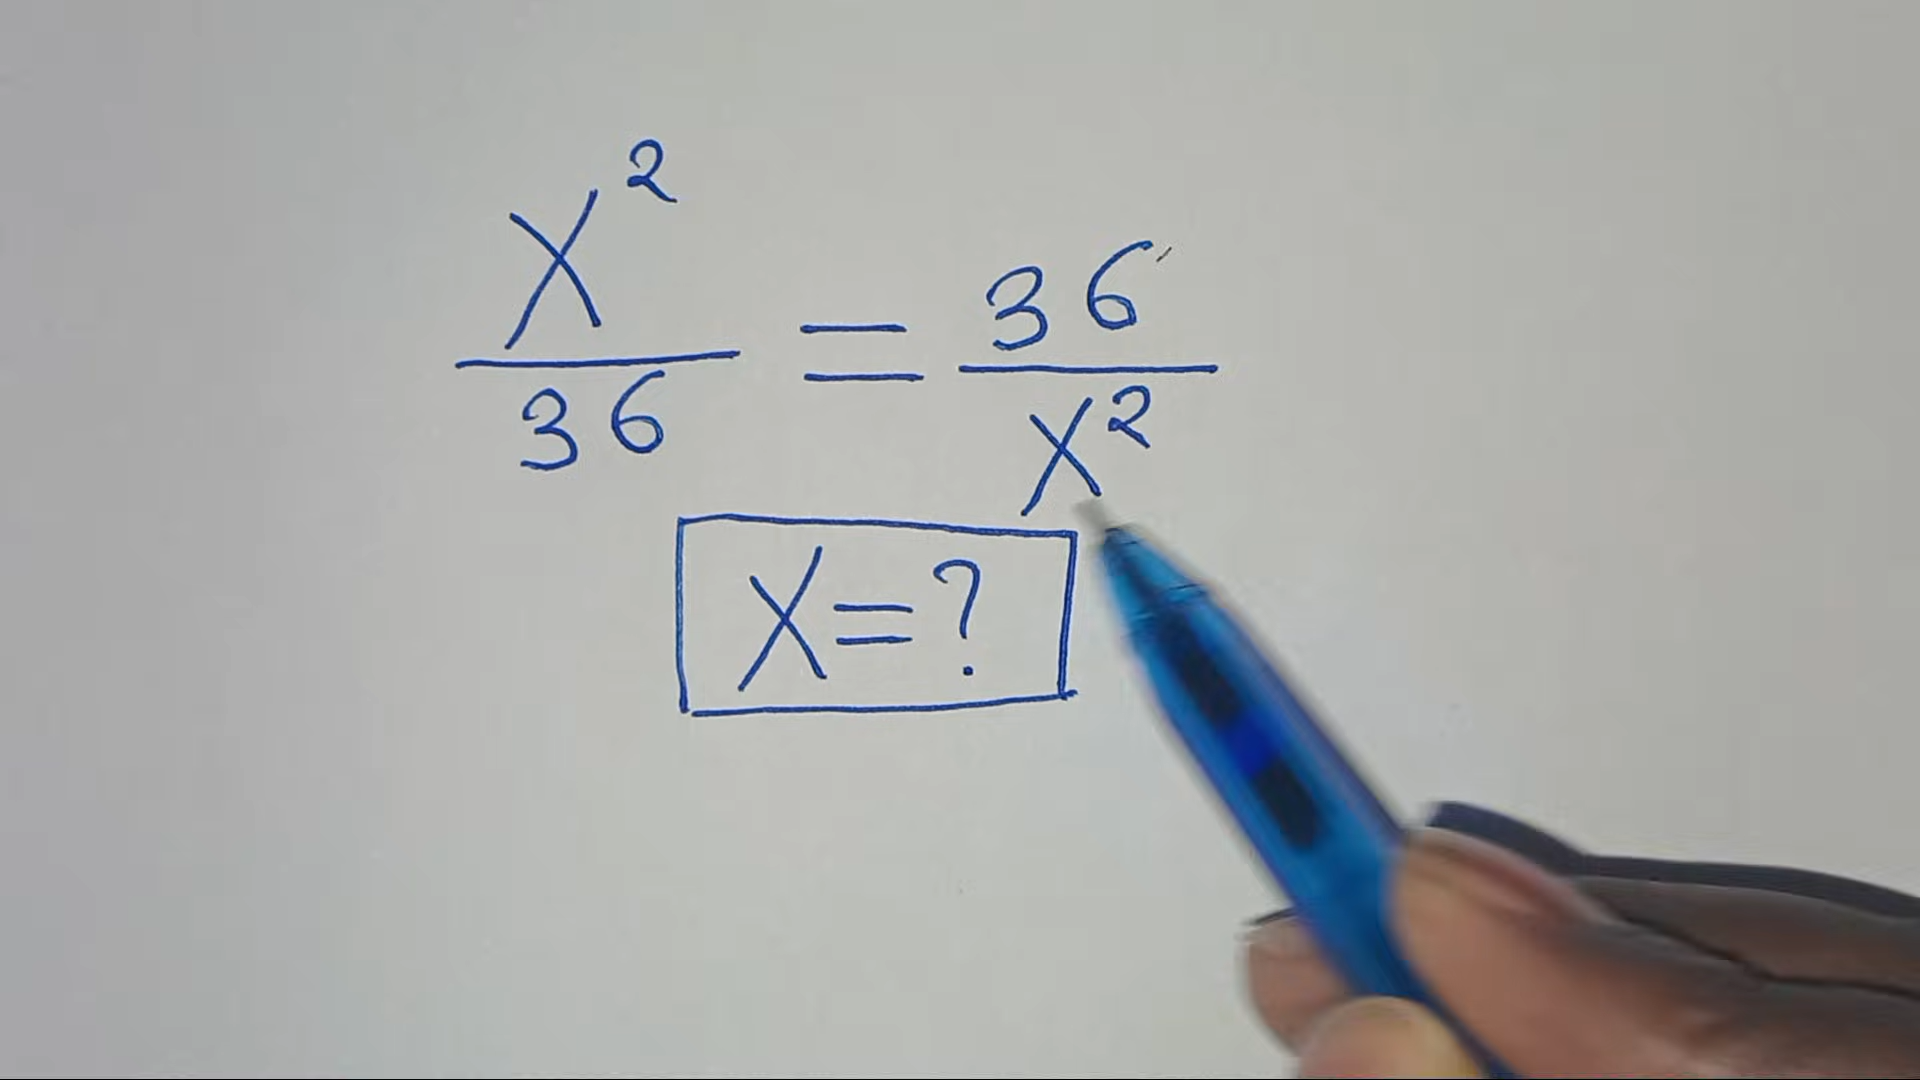 X² / 36 = 36 / X²
X = ?